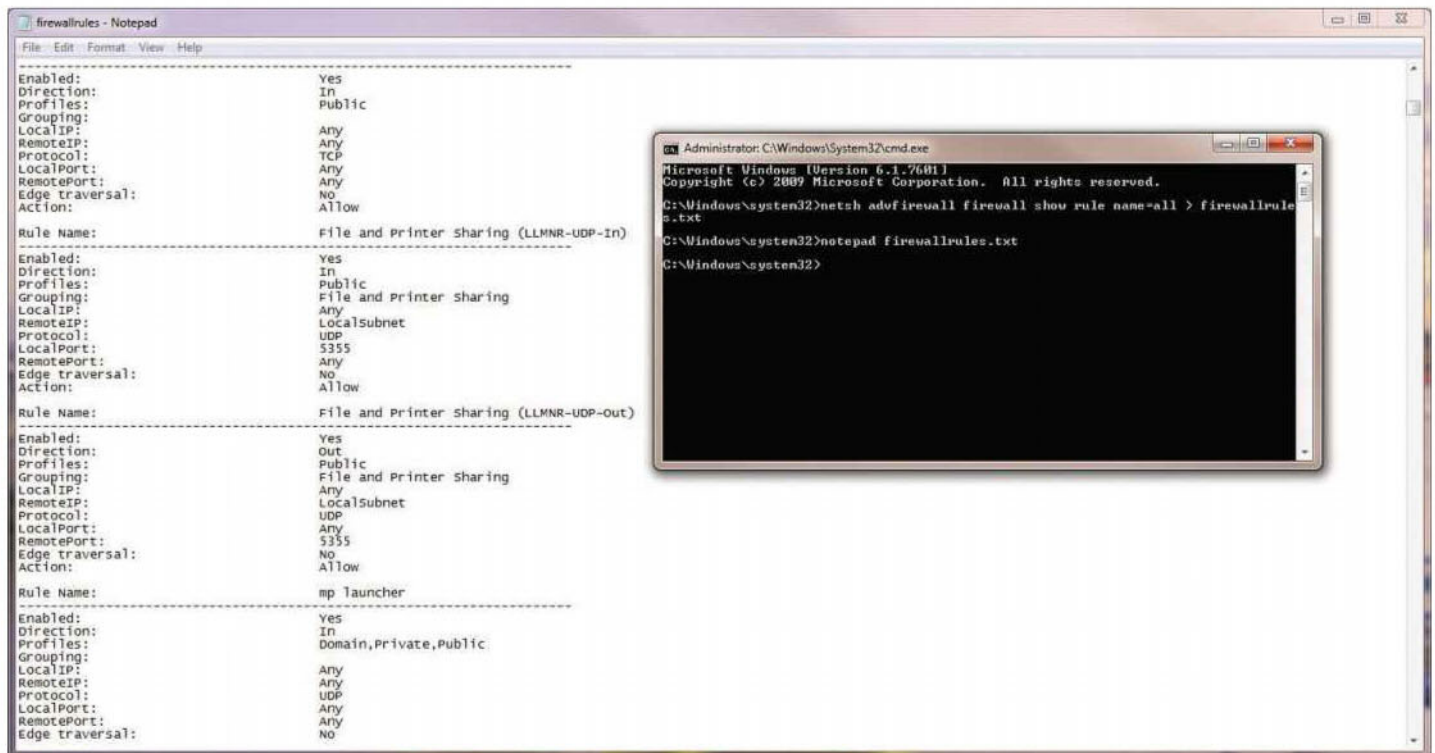 firewallrules - Notepad
File Edit Format View Help
----------------------------------------------------------------------
Enabled: Yes
Direction: In
Profiles: Public
Grouping:
LocalIP: Any
RemoteIP: Any
Protocol: TCP
LocalPort: Any
RemotePort: Any
Edge traversal: No
Action: Allow
Rule Name: File and Printer Sharing (LLMNR-UDP-In)
----------------------------------------------------------------------
Enabled: Yes
Direction: In
Profiles: Public
Grouping: File and Printer Sharing
LocalIP: Any
RemoteIP: LocalSubnet
Protocol: UDP
LocalPort: 5355
RemotePort: Any
Edge traversal: No
Action: Allow
Rule Name: File and Printer Sharing (LLMNR-UDP-Out)
----------------------------------------------------------------------
Enabled: Yes
Direction: Out
Profiles: Public
Grouping: File and Printer Sharing
LocalIP: Any
RemoteIP: LocalSubnet
Protocol: UDP
LocalPort: Any
RemotePort: 5355
Edge traversal: No
Action: Allow
Rule Name: mp launcher
----------------------------------------------------------------------
Enabled: Yes
Direction: In
Profiles: Domain,Private,Public
Grouping:
LocalIP: Any
RemoteIP: Any
Protocol: UDP
LocalPort: Any
RemotePort: Any
Edge traversal: No
Administrator: C:\Windows\System32\cmd.exe
Microsoft Windows [Version 6.1.7601]
Copyright (c) 2009 Microsoft Corporation. All rights reserved.
C:\Windows\system32>netsh advfirewall firewall show rule name=all > firewallrule
s.txt
C:\Windows\system32>notepad firewallrules.txt
C:\Windows\system32>